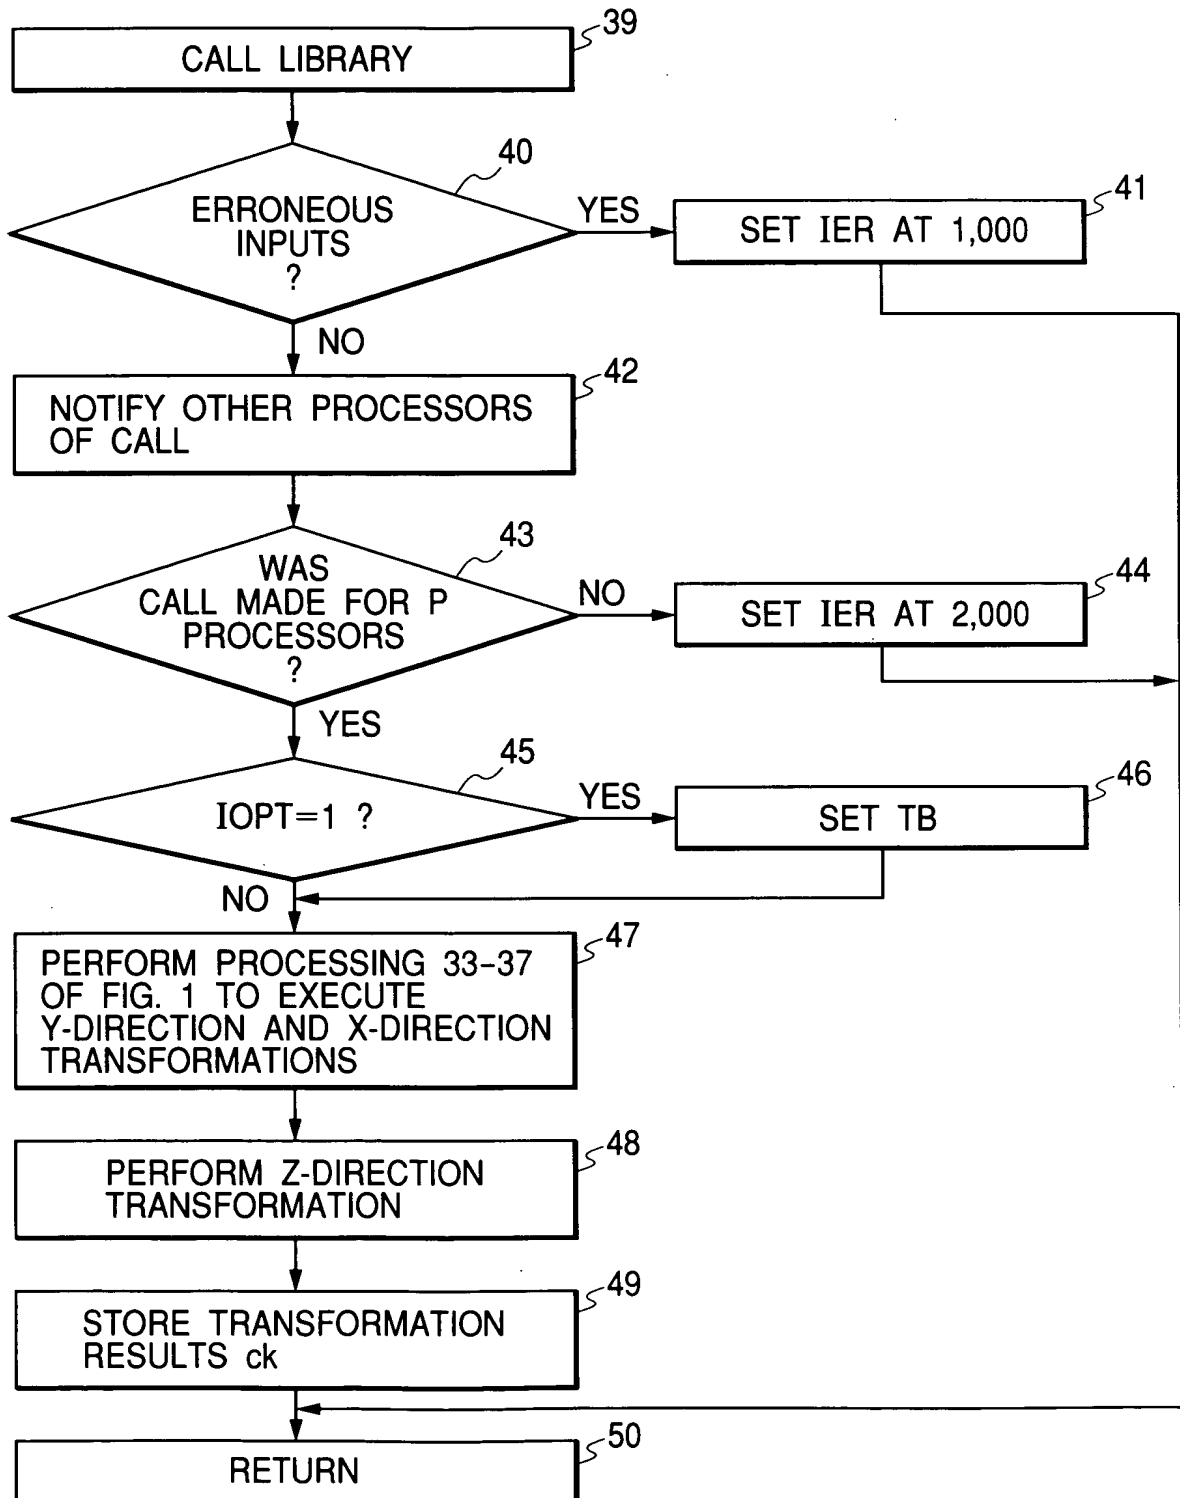 39
CALL LIBRARY
40
ERRONEOUS
INPUTS
?
YES
41
SET IER AT 1,000
NO
42
NOTIFY OTHER PROCESSORS
OF CALL
43
WAS
CALL MADE FOR P
PROCESSORS
?
NO
44
SET IER AT 2,000
YES
45
IOPT=1 ?
YES
46
SET TB
NO
47
PERFORM PROCESSING 33-37
OF FIG. 1 TO EXECUTE
Y-DIRECTION AND X-DIRECTION
TRANSFORMATIONS
48
PERFORM Z-DIRECTION
TRANSFORMATION
49
STORE TRANSFORMATION
RESULTS ck
50
RETURN